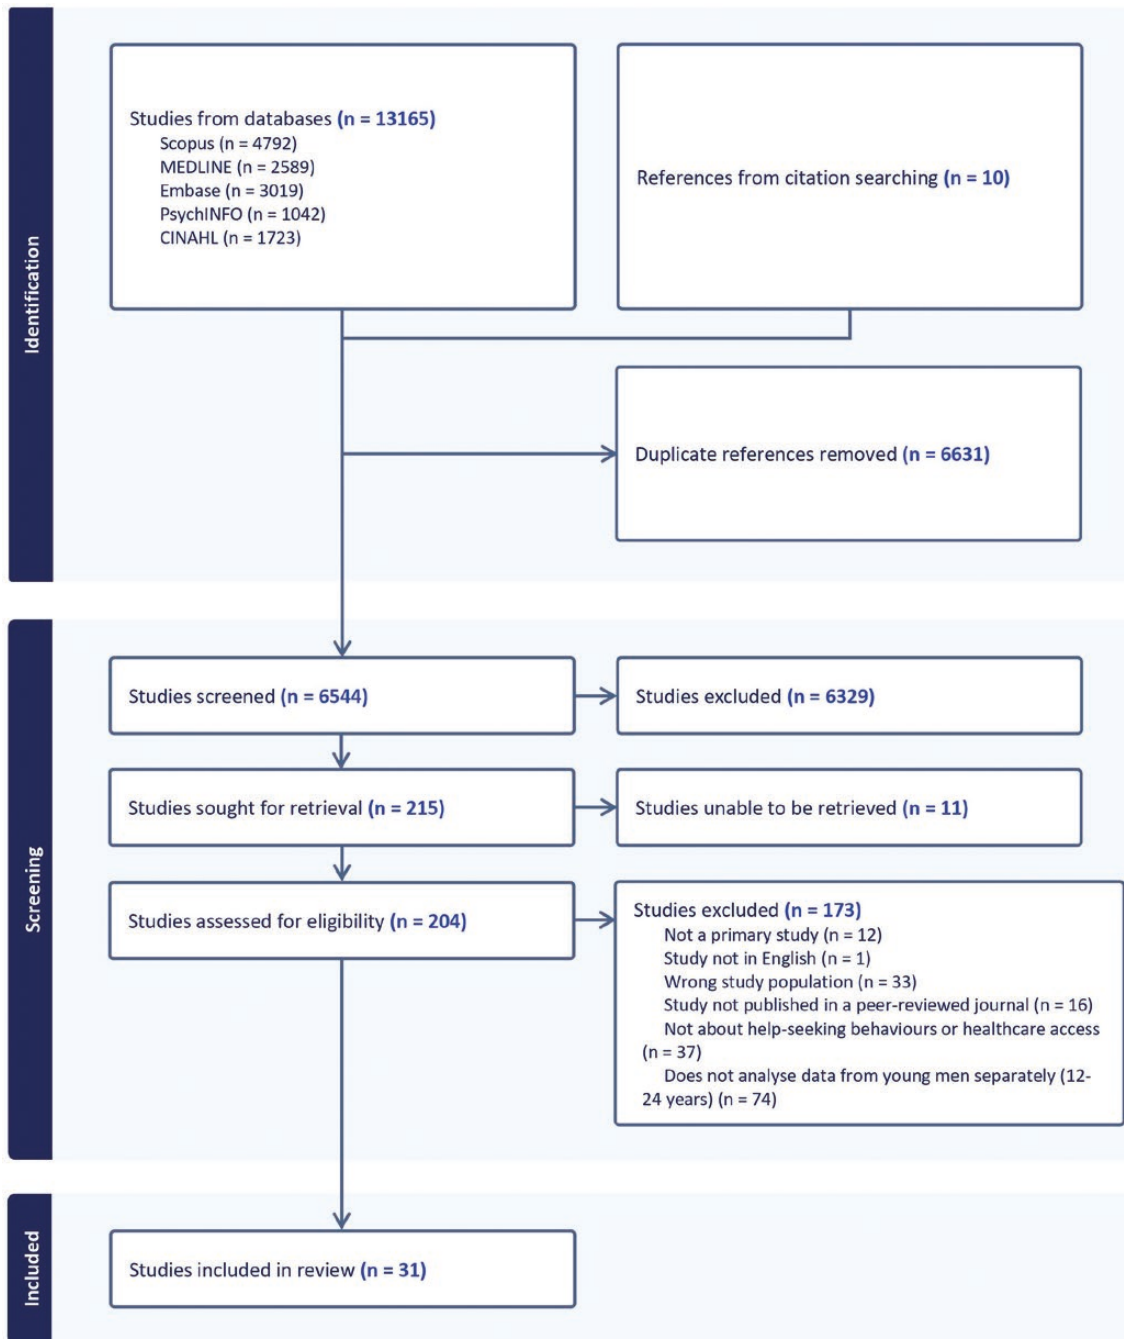 Identification
Studies from databases (n = 13165)
Scopus (n = 4792)
MEDLINE (n = 2589)
Embase (n = 3019)
PsychINFO (n = 1042)
CINAHL (n = 1723)
References from citation searching (n = 10)
Duplicate references removed (n = 6631)
Screening
Studies screened (n = 6544)
Studies excluded (n = 6329)
Studies sought for retrieval (n = 215)
Studies unable to be retrieved (n = 11)
Studies assessed for eligibility (n = 204)
Studies excluded (n = 173)
Not a primary study (n = 12)
Study not in English (n = 1)
Wrong study population (n = 33)
Study not published in a peer-reviewed journal (n = 16)
Not about help-seeking behaviours or healthcare access
(n = 37)
Does not analyse data from young men separately (12-
24 years) (n = 74)
Included
Studies included in review (n = 31)